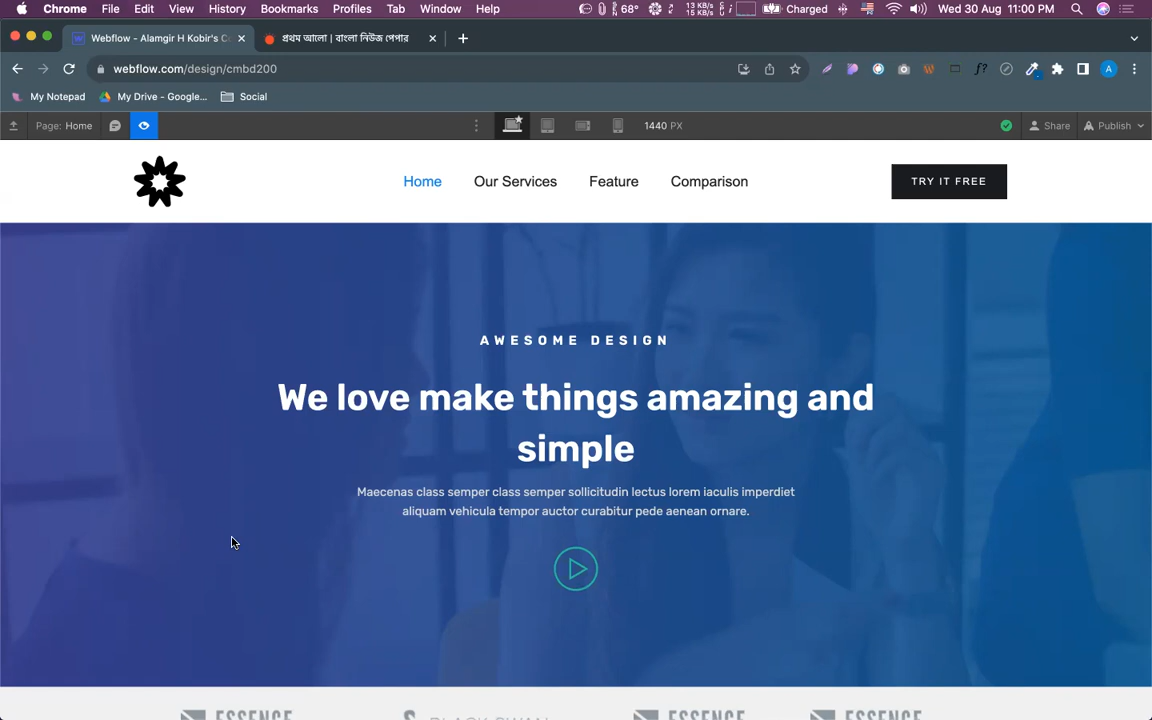 Chrome File Edit View History Bookmarks Profiles Tab Window Help 68° 13 KB/s 15 KB/s Charged Wed 30 Aug 11:00 PM
Webflow - Alamgir H Kobir's C প্রথম আলো | বাংলা নিউজ পেপার
webflow.com/design/cmbd200
My Notepad My Drive - Google... Social
Page: Home 1440 PX Share Publish
Home Our Services Feature Comparison TRY IT FREE
AWESOME DESIGN
We love make things amazing and
simple
Maecenas class semper class semper sollicitudin lectus lorem iaculis imperdiet
aliquam vehicula tempor auctor curabitur pede aenean ornare.
ESSENCE BLACK SWAN ESSENCE ESSENCE